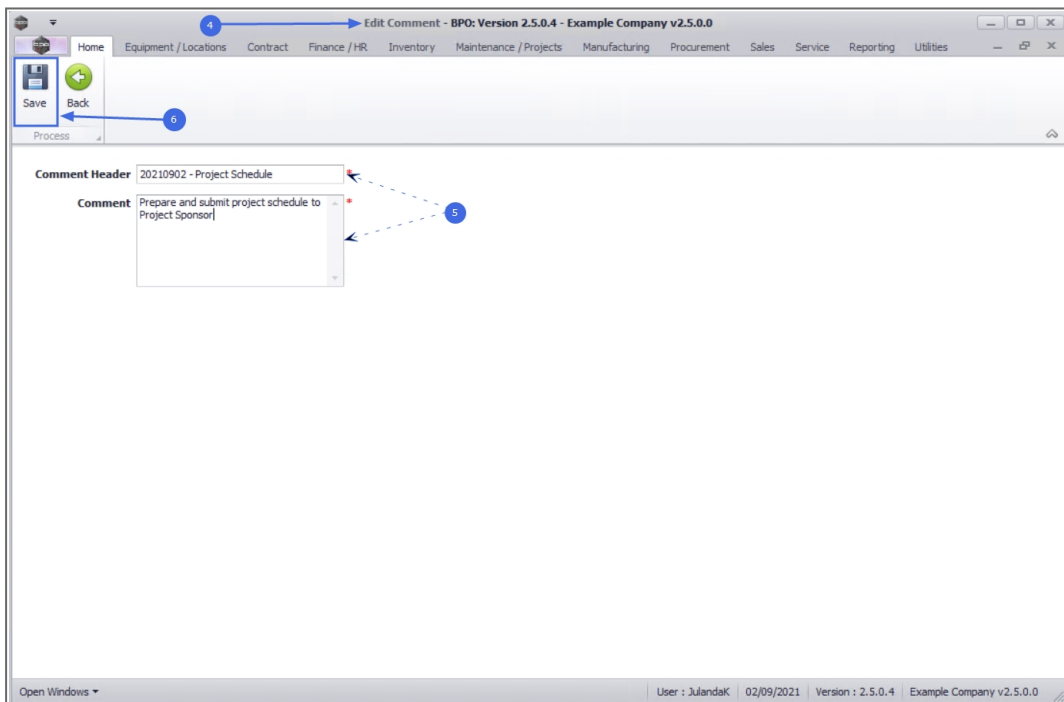 4
Edit Comment - BPO: Version 2.5.0.4 - Example Company v2.5.0.0
Home Equipment / Locations Contract Finance / HR Inventory Maintenance / Projects Manufacturing Procurement Sales Service Reporting Utilities
Save Back
6
Process
Comment Header 20210902 - Project Schedule *
Comment Prepare and submit project schedule to *
Project Sponsor
5
Open Windows User : JulandaK 02/09/2021 Version : 2.5.0.4 Example Company v2.5.0.0